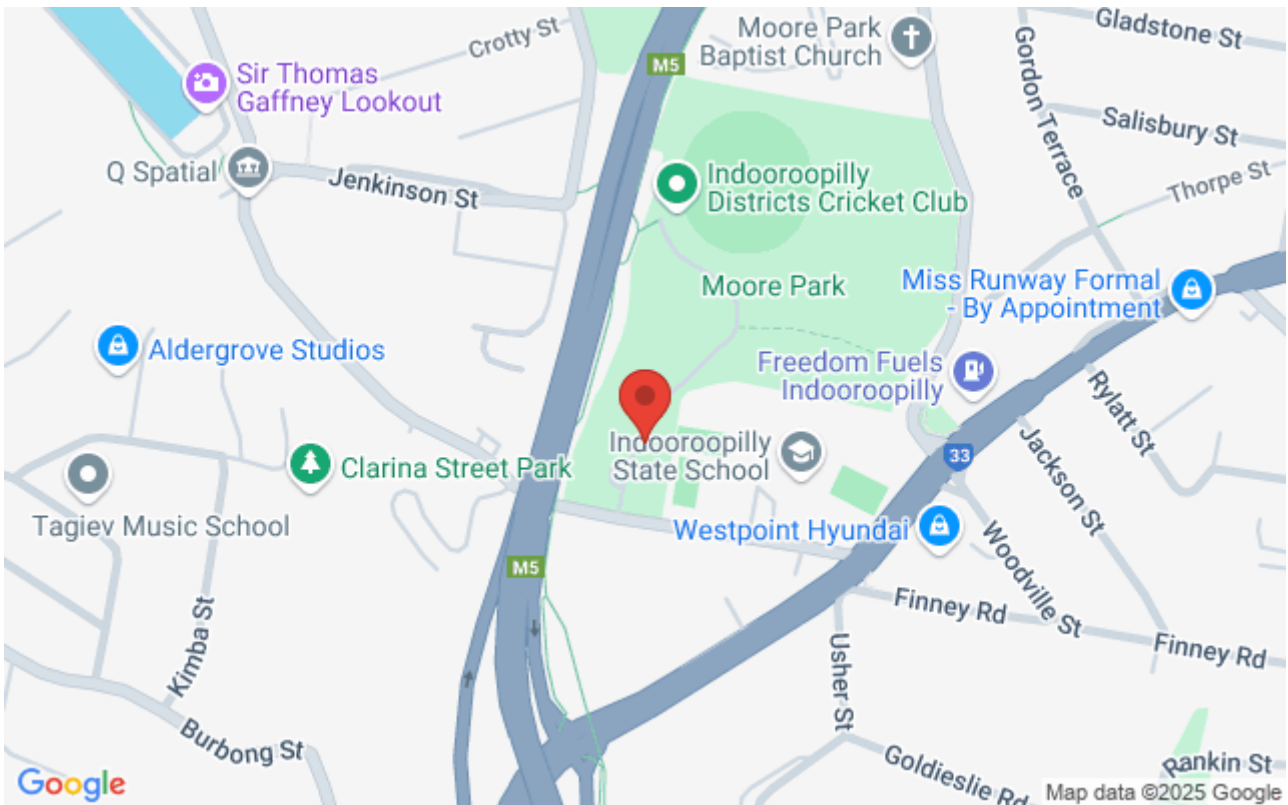 Crotty St
Moore Park
Baptist Church
Gladstone St
M5
Gordon Terrace
Sir Thomas
Gaffney Lookout
Salisbury St
Q Spatial
Jenkinson St
Indooroopilly
Districts Cricket Club
Thorpe St
Moore Park
Miss Runway Formal
- By Appointment
Aldergrove Studios
Freedom Fuels
Indooroopilly
Rylatt St
Indooroopilly
State School
Jackson St
33
Clarina Street Park
Tagiev Music School
Westpoint Hyundai
Woodville St
M5
Finney Rd
Finney Rd
Kimba St
Usher St
Burbong St
Goldieslie Rd
Rankin St
Google
Map data ©2025 Google